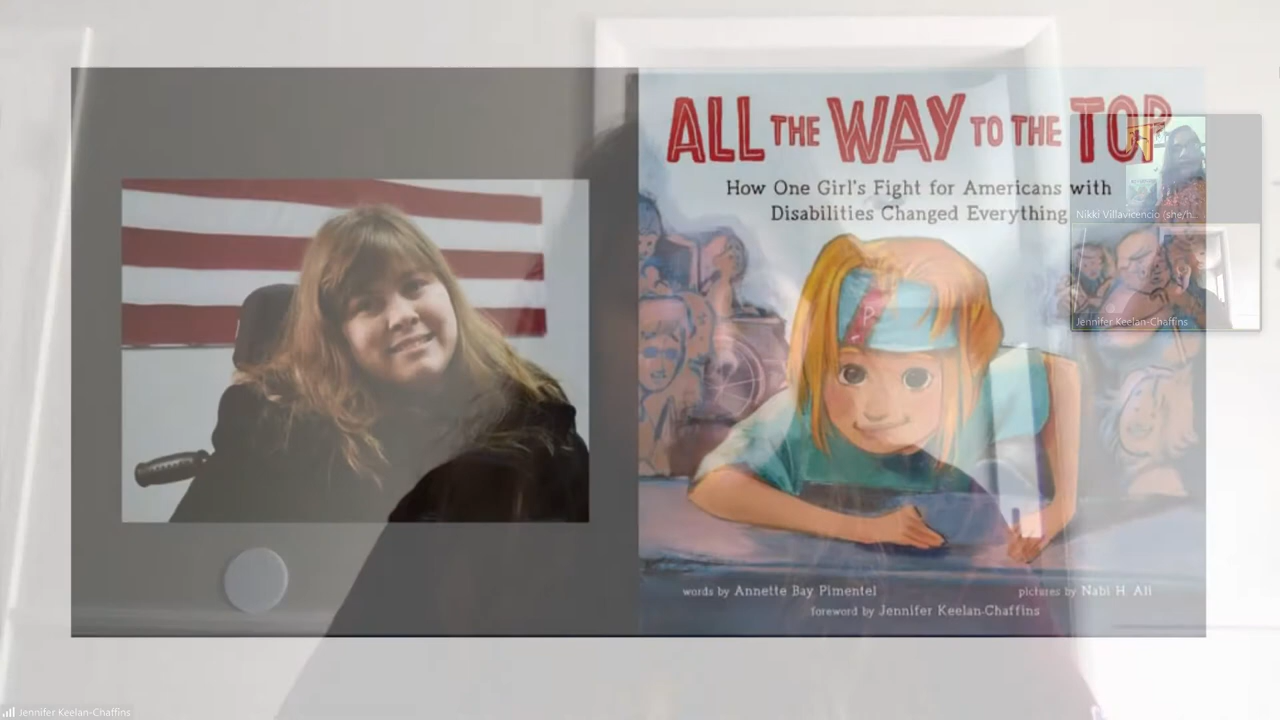 ALL THE WAY TO THE TOP
How One Girl's Fight for Americans with
Disabilities Changed Everything
P
Nikki Villavicencio (she/h...
Jennifer Keelan-Chaffins
words by Annette Bay Pimentel
pictures by Nabi H. Ali
foreword by Jennifer Keelan-Chaffins
Jennifer Keelan-Chaffins